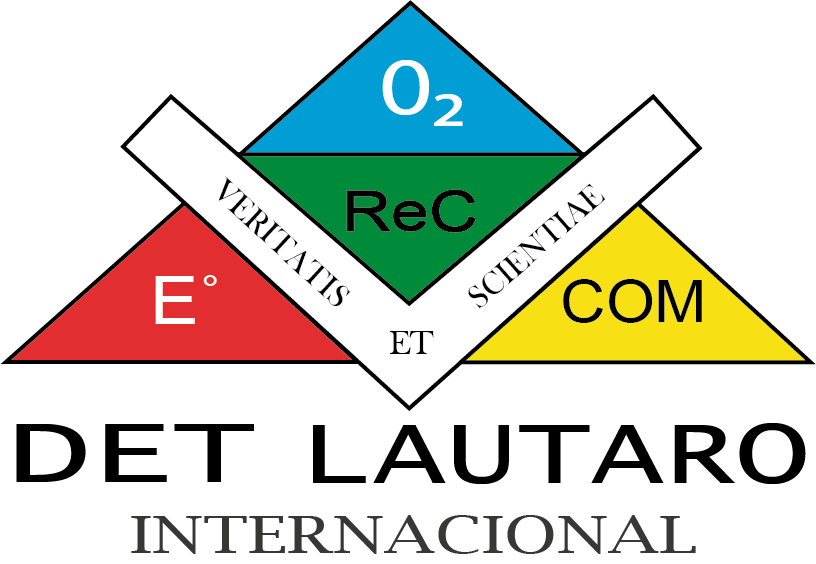 O₂
ReC
VERITATIS
ET
SCIENTIAE
E°
COM
DET LAUTARO
INTERNACIONAL